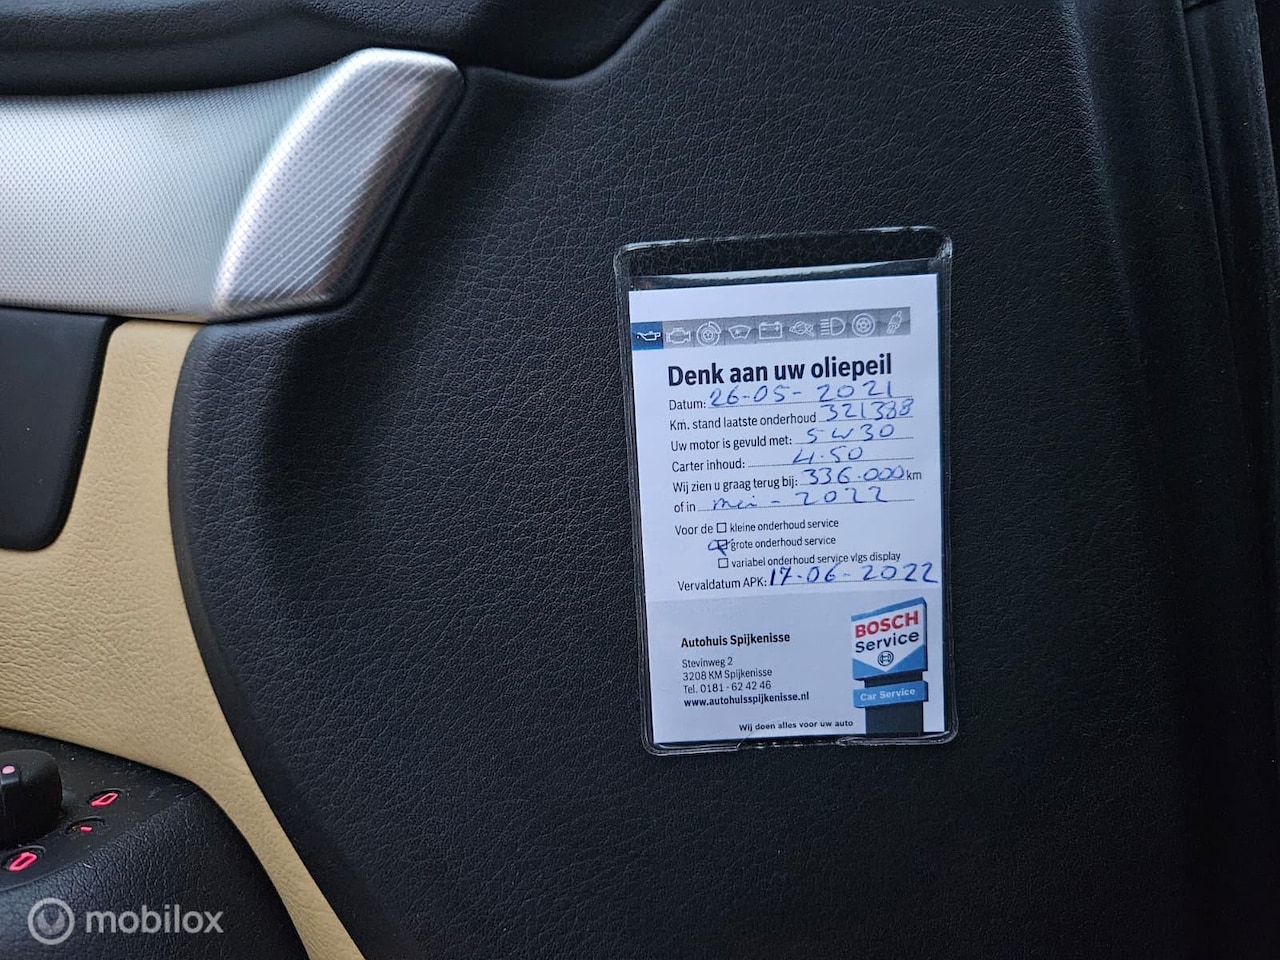 Denk aan uw oliepeil
Datum: 26-05-2021
Km. stand laatste onderhoud 321388
Uw motor is gevuld met: 5W30
Carter inhoud: 4.50
Wij zien u graag terug bij: 336.000 km
of in mei - 2022
Voor de kleine onderhoud service
grote onderhoud service
variabel onderhoud service vlgs display
Vervaldatum APK: 17-06-2022
Autohuis Spijkenisse
Stevinweg 2
3208 KM Spijkenisse
Tel. 0181 - 62 42 46
www.autohuisspijkenisse.nl
BOSCH
Service
Car Service
Wij doen alles voor uw auto
mobilox